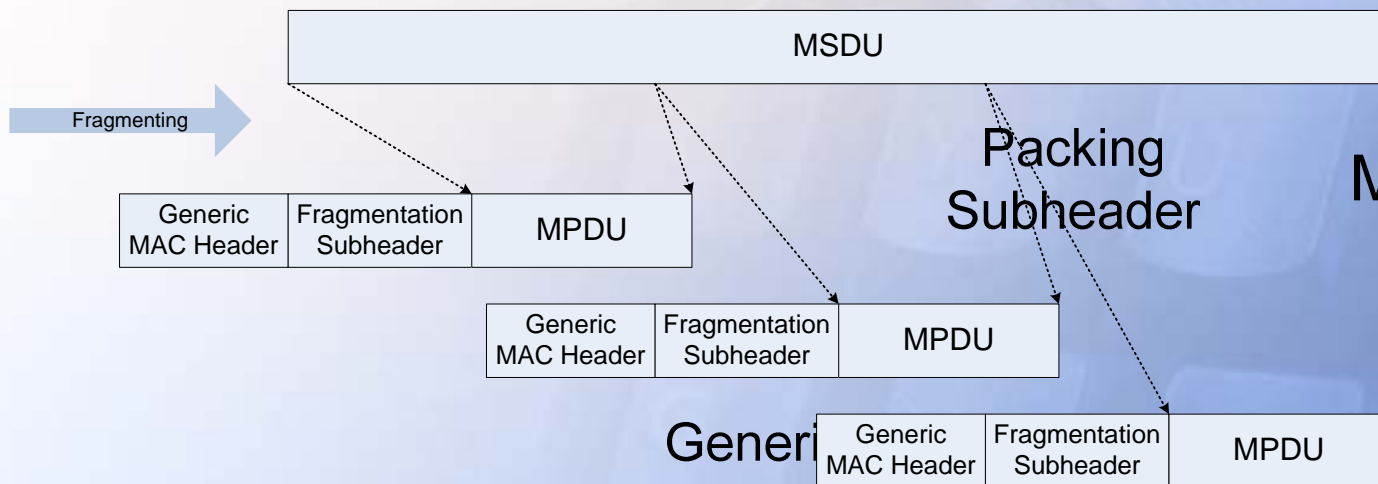 MSDU
Fragmenting
Packing
Subheader
Generic
MAC Header
Fragmentation
Subheader
MPDU
Generic
MAC Header
Fragmentation
Subheader
MPDU
Generi
Generic
MAC Header
Fragmentation
Subheader
MPDU